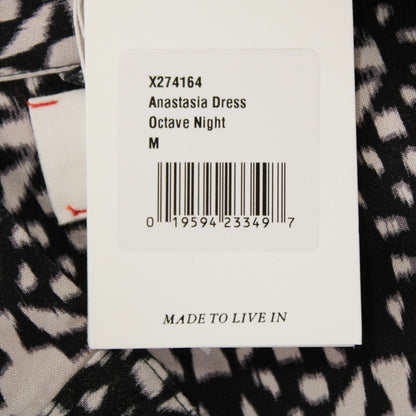 X274164
Anastasia Dress
Octave Night
M
0 19594 23349 7
MADE TO LIVE IN